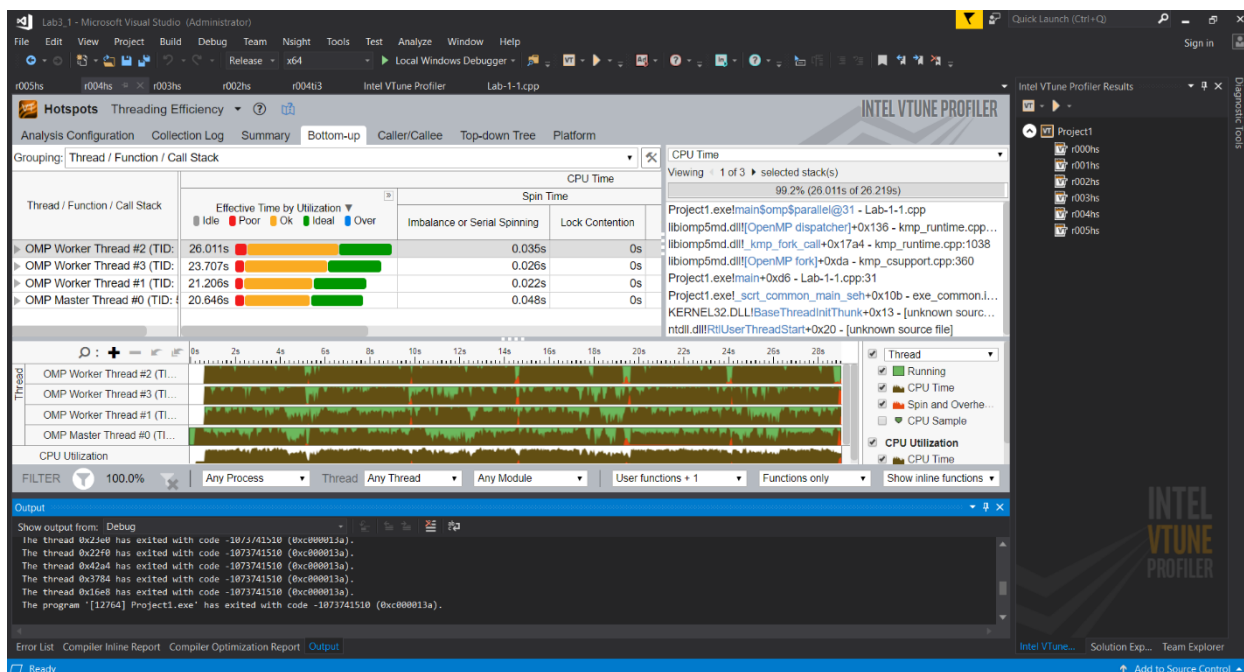 Lab3_1 - Microsoft Visual Studio (Administrator)
Quick Launch (Ctrl+Q)
File Edit View Project Build Debug Team Nsight Tools Test Analyze Window Help
Sign in
Release x64 Local Windows Debugger
r005hs r004hs r003hs r002hs r004ti3 Intel VTune Profiler Lab-1-1.cpp
Hotspots Threading Efficiency
INTEL VTUNE PROFILER
Analysis Configuration Collection Log Summary Bottom-up Caller/Callee Top-down Tree Platform
Grouping: Thread / Function / Call Stack
Thread / Function / Call Stack
CPU Time
Effective Time by Utilization
Idle Poor Ok Ideal Over
Spin Time
Imbalance or Serial Spinning Lock Contention
OMP Worker Thread #2 (TID: 26.011s 0.035s 0s
OMP Worker Thread #3 (TID: 23.707s 0.026s 0s
OMP Worker Thread #1 (TID: 21.206s 0.022s 0s
OMP Master Thread #0 (TID: 20.646s 0.048s 0s
CPU Time
Viewing 1 of 3 selected stack(s)
99.2% (26.011s of 26.219s)
Project1.exe!main$omp$parallel@31 - Lab-1-1.cpp
libiomp5md.dll![OpenMP dispatcher]+0x136 - kmp_runtime.cpp...
libiomp5md.dll!_kmp_fork_call+0x17a4 - kmp_runtime.cpp:1038
libiomp5md.dll![OpenMP fork]+0xda - kmp_csupport.cpp:360
Project1.exe!main+0xd6 - Lab-1-1.cpp:31
Project1.exe!_scrt_common_main_seh+0x10b - exe_common.i...
KERNEL32.DLL!BaseThreadInitThunk+0x13 - [unknown sourc...
ntdll.dll!RtlUserThreadStart+0x20 - [unknown source file]
0s 2s 4s 6s 8s 10s 12s 14s 16s 18s 20s 22s 24s 26s 28s
Thread
OMP Worker Thread #2 (TI...
OMP Worker Thread #3 (TI...
OMP Worker Thread #1 (TI...
OMP Master Thread #0 (TI...
CPU Utilization
Thread
Running
CPU Time
Spin and Overhe...
CPU Sample
CPU Utilization
CPU Time
FILTER 100.0% Any Process Thread Any Thread Any Module User functions + 1 Functions only Show inline functions
Output
Show output from: Debug
The thread 0x23e0 has exited with code -1073741510 (0xc000013a).
The thread 0x22f0 has exited with code -1073741510 (0xc000013a).
The thread 0x42a4 has exited with code -1073741510 (0xc000013a).
The thread 0x3784 has exited with code -1073741510 (0xc000013a).
The thread 0x16e8 has exited with code -1073741510 (0xc000013a).
The program '[12764] Project1.exe' has exited with code -1073741510 (0xc000013a).
Error List Compiler Inline Report Compiler Optimization Report Output
Ready
Intel VTune Profiler Results
Project1
r000hs
r001hs
r002hs
r003hs
r004hs
r005hs
INTEL
VTUNE
PROFILER
Intel VTune... Solution Exp... Team Explorer
Add to Source Control
Diagnostic Tools